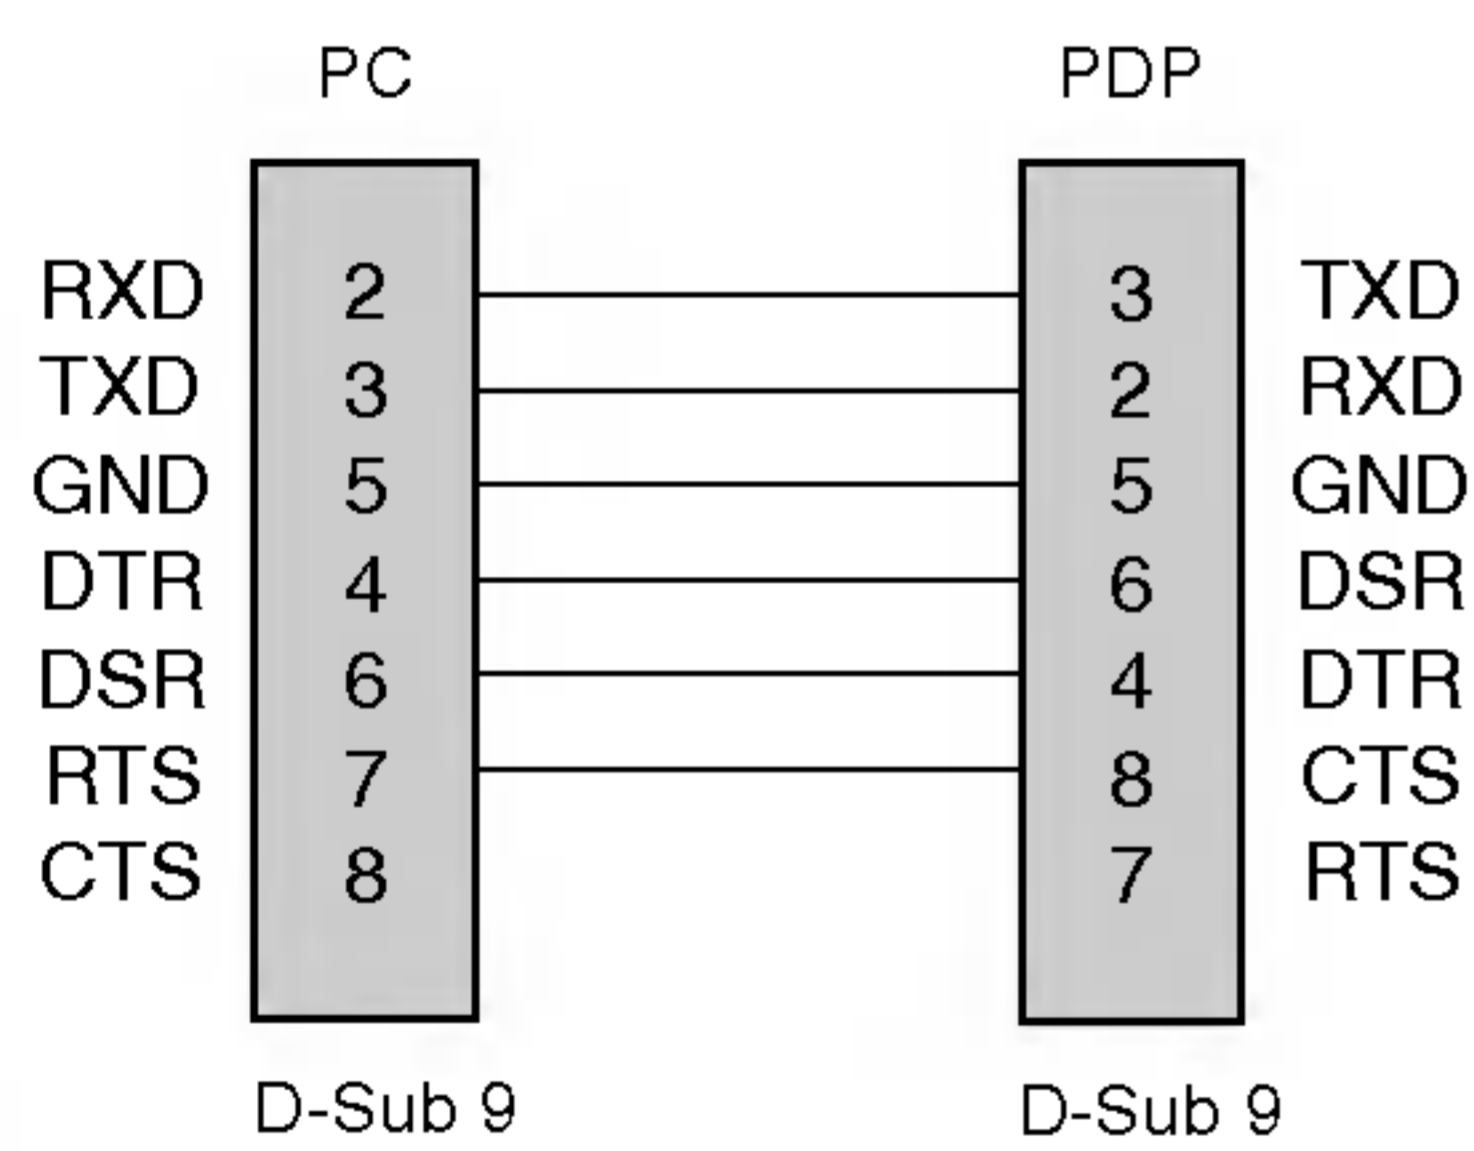 PC PDP
RXD 2 3 TXD
TXD 3 2 RXD
GND 5 5 GND
DTR 4 6 DSR
DSR 6 4 DTR
RTS 7 8 CTS
CTS 8 7 RTS
D-Sub 9 D-Sub 9